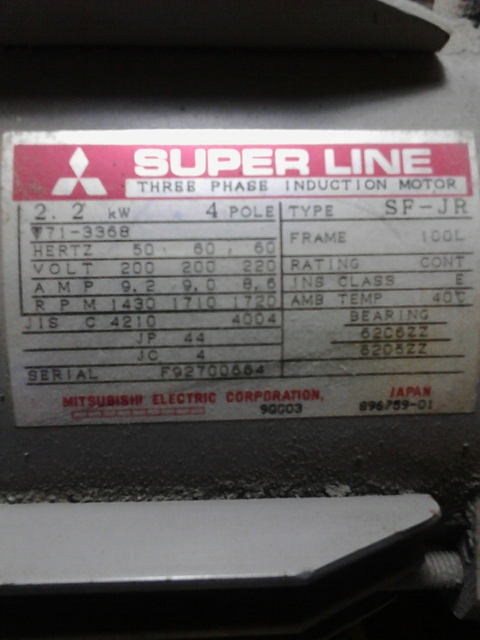 SUPER LINE
THREE PHASE INDUCTION MOTOR
2.2 kW 4 POLE TYPE SF-JR
▼71-3368 FRAME 100L
HERTZ 50 60 60
VOLT 200 200 220 RATING CONT
AMP 9.2 9.0 8.6 INS CLASS E
RPM 1430 1710 1720 AMB TEMP 40℃
JIS C 4210 4004 BEARING
JP 44 6206ZZ
JC 4 6205ZZ
SERIAL F92700664
MITSUBISHI ELECTRIC CORPORATION, JAPAN
896759-01